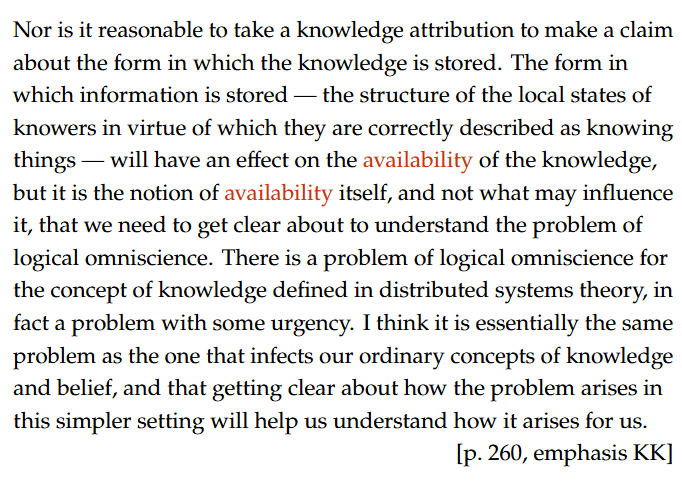 Nor is it reasonable to take a knowledge attribution to make a claim
about the form in which the knowledge is stored. The form in
which information is stored — the structure of the local states of
knowers in virtue of which they are correctly described as knowing
things — will have an effect on the availability of the knowledge,
but it is the notion of availability itself, and not what may influence
it, that we need to get clear about to understand the problem of
logical omniscience. There is a problem of logical omniscience for
the concept of knowledge defined in distributed systems theory, in
fact a problem with some urgency. I think it is essentially the same
problem as the one that infects our ordinary concepts of knowledge
and belief, and that getting clear about how the problem arises in
this simpler setting will help us understand how it arises for us.
[p. 260, emphasis KK]